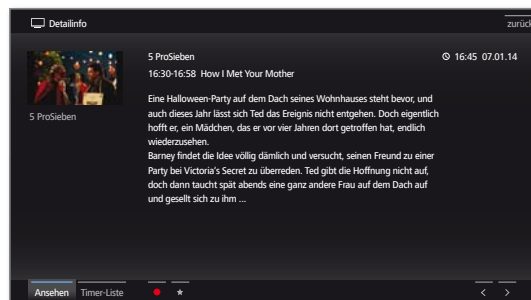 Detailinfo
zurück
5 ProSieben
16:45 07.01.14
16:30-16:58 How I Met Your Mother
5 ProSieben
Eine Halloween-Party auf dem Dach seines Wohnhauses steht bevor, und
auch dieses Jahr lässt sich Ted das Ereignis nicht entgehen. Doch eigentlich
hofft er, ein Mädchen, das er vor vier Jahren dort getroffen hat, endlich
wiederzusehen.
Barney findet die Idee völlig dämlich und versucht, seinen Freund zu einer
Party bei Victoria's Secret zu überreden. Ted gibt die Hoffnung nicht auf,
doch dann taucht spät abends eine ganz andere Frau auf dem Dach auf
und gesellt sich zu ihm ...
Ansehen
Timer-Liste